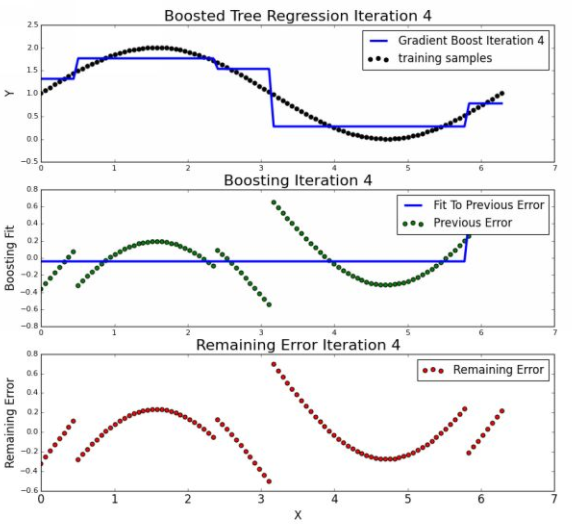 Boosted Tree Regression Iteration 4
2.5
2.0
1.5
1.0
0.5
0.0
−0.5
Y
Gradient Boost Iteration 4
training samples
0 1 2 3 4 5 6 7
Boosting Iteration 4
0.8
0.6
0.4
0.2
0.0
−0.2
−0.4
−0.6
−0.8
Boosting Fit
Fit To Previous Error
Previous Error
0 1 2 3 4 5 6 7
Remaining Error Iteration 4
0.8
0.6
0.4
0.2
0.0
−0.2
−0.4
−0.6
Remaining Error
Remaining Error
0 1 2 3 4 5 6 7
X